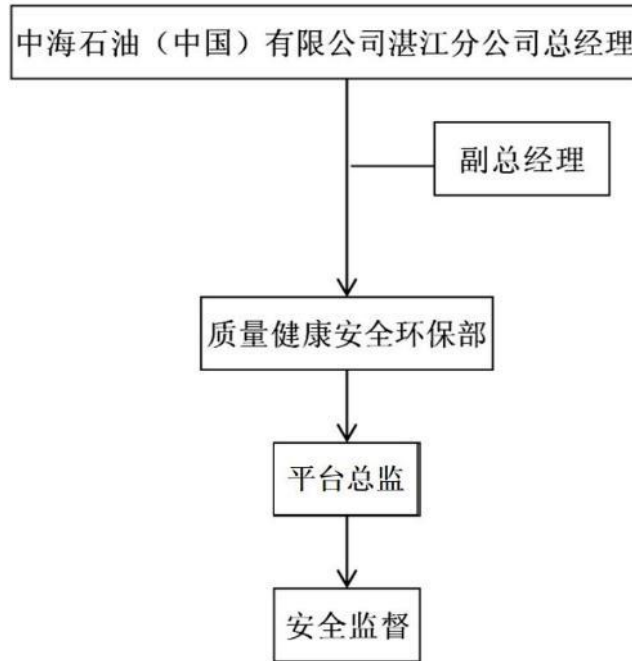 中海石油（中国）有限公司湛江分公司总经理
副总经理
质量健康安全环保部
平台总监
安全监督